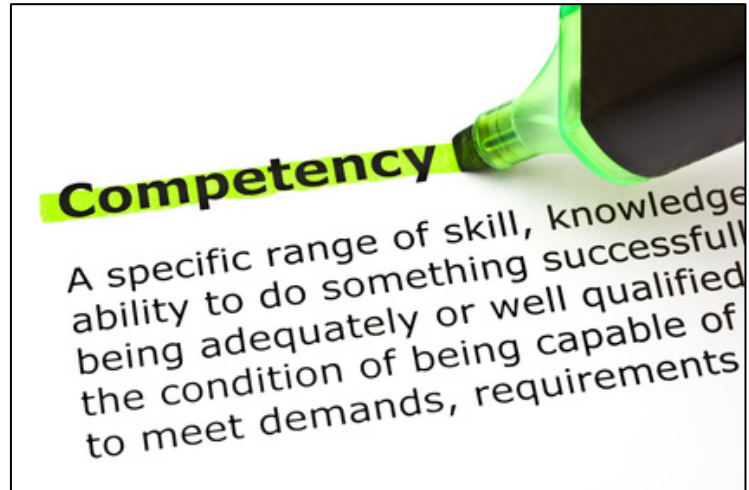 Competency
A specific range of skill, knowledge
ability to do something successfull
being adequately or well qualified
the condition of being capable of
to meet demands, requirements